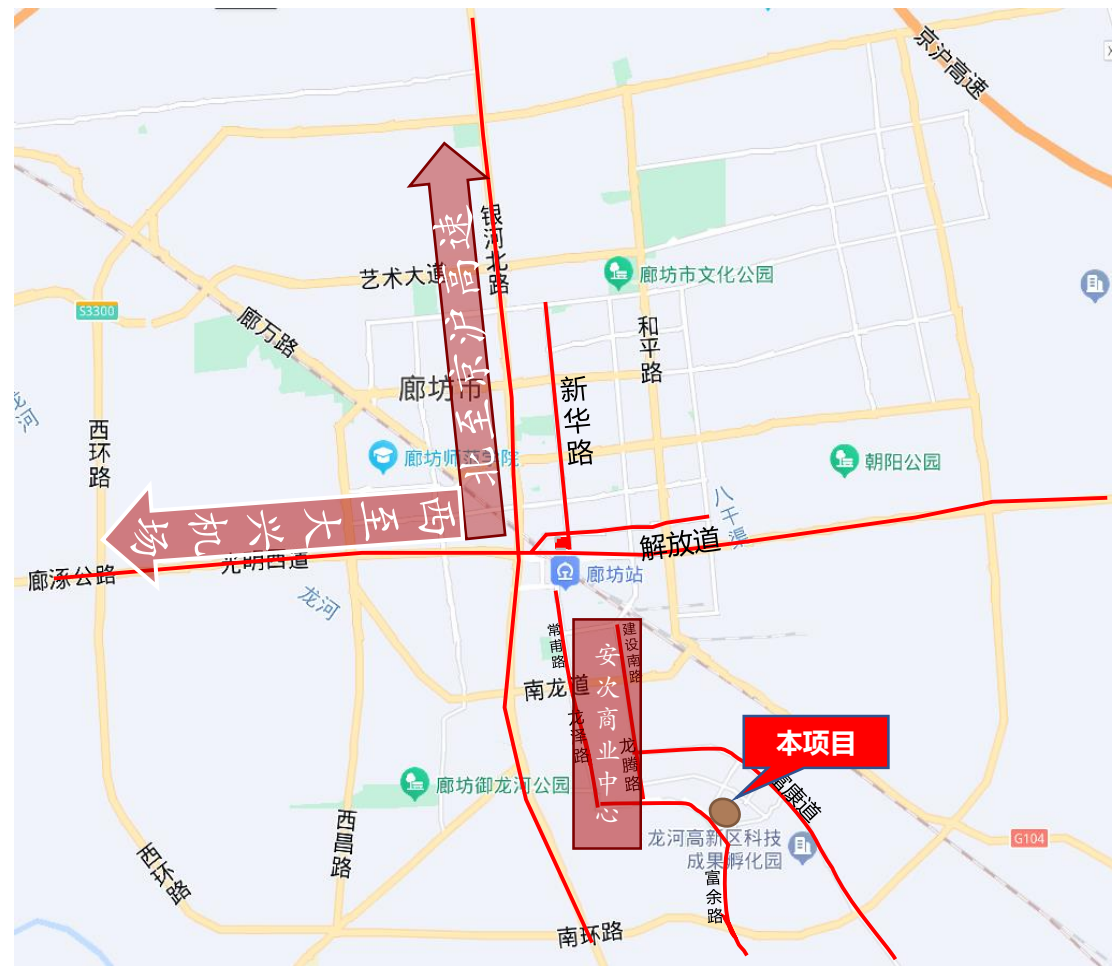 京沪高速
银河北路
艺术大道
廊坊市文化公园
S3300
廊万路
和平路
北至京沪高速
廊坊市
新华路
龙河
西环路
廊坊师范学院
朝阳公园
西至大兴机场
八干渠
解放道
光明西道
廊涿公路
廊坊站
龙河
常甫路
建设南路
安次商业中心
南龙道
龙泽路
龙腾路
本项目
富康道
廊坊御龙河公园
西昌路
龙河高新区科技
成果孵化园
G104
西环路
富余路
南环路